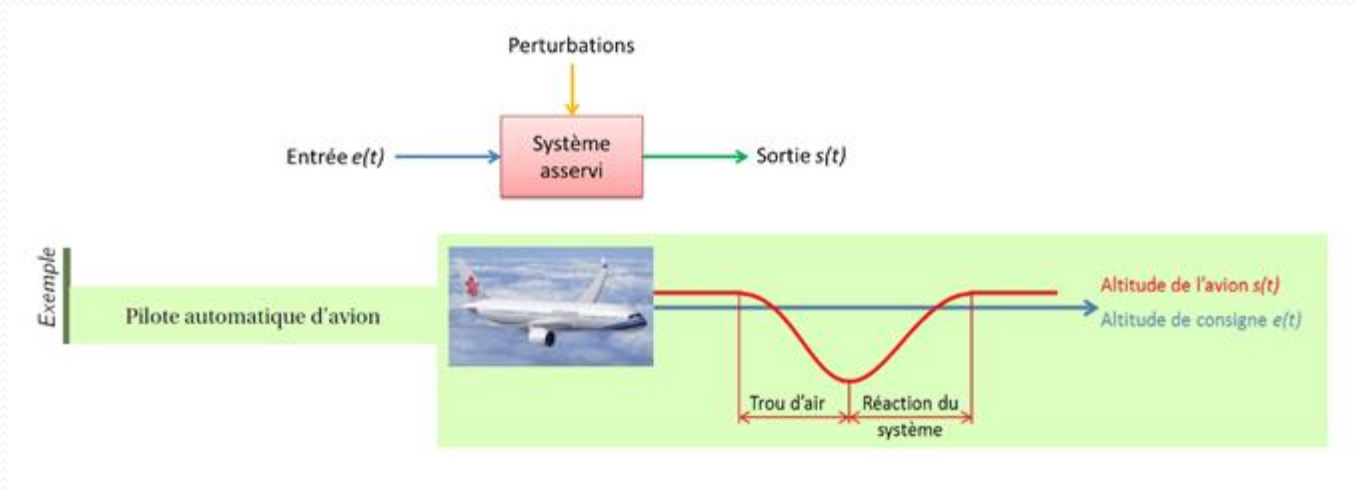 Perturbations
Entrée e(t)
Système
asservi
Sortie s(t)
Exemple
Pilote automatique d’avion
Altitude de l’avion s(t)
Altitude de consigne e(t)
Trou d’air
Réaction du
système